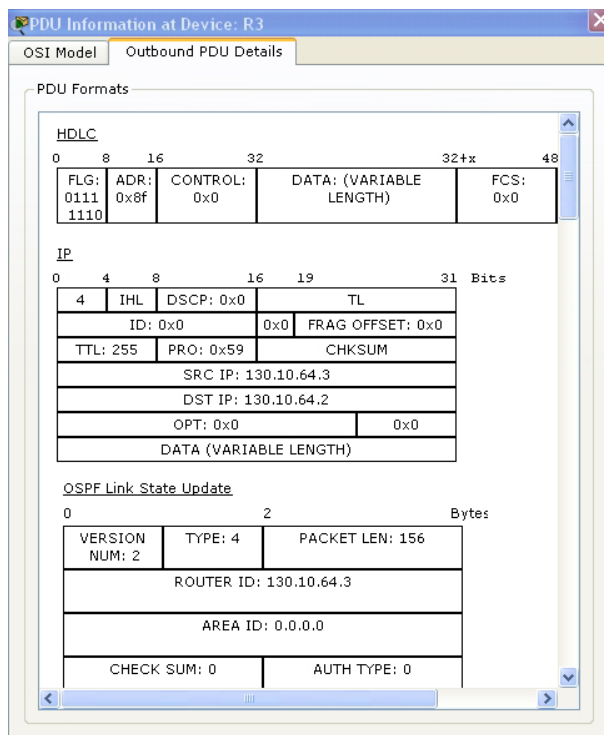 PDU Information at Device: R3
OSI Model Outbound PDU Details
PDU Formats
HDLC
0 8 16 32 32+x 48
FLG: 0111 1110 ADR: 0x8f CONTROL: 0x0 DATA: (VARIABLE LENGTH) FCS: 0x0
IP
0 4 8 16 19 31 Bits
4 IHL DSCP: 0x0 TL
ID: 0x0 0x0 FRAG OFFSET: 0x0
TTL: 255 PRO: 0x59 CHKSUM
SRC IP: 130.10.64.3
DST IP: 130.10.64.2
OPT: 0x0 0x0
DATA (VARIABLE LENGTH)
OSPF Link State Update
0 2 Bytes
VERSION NUM: 2 TYPE: 4 PACKET LEN: 156
ROUTER ID: 130.10.64.3
AREA ID: 0.0.0.0
CHECK SUM: 0 AUTH TYPE: 0